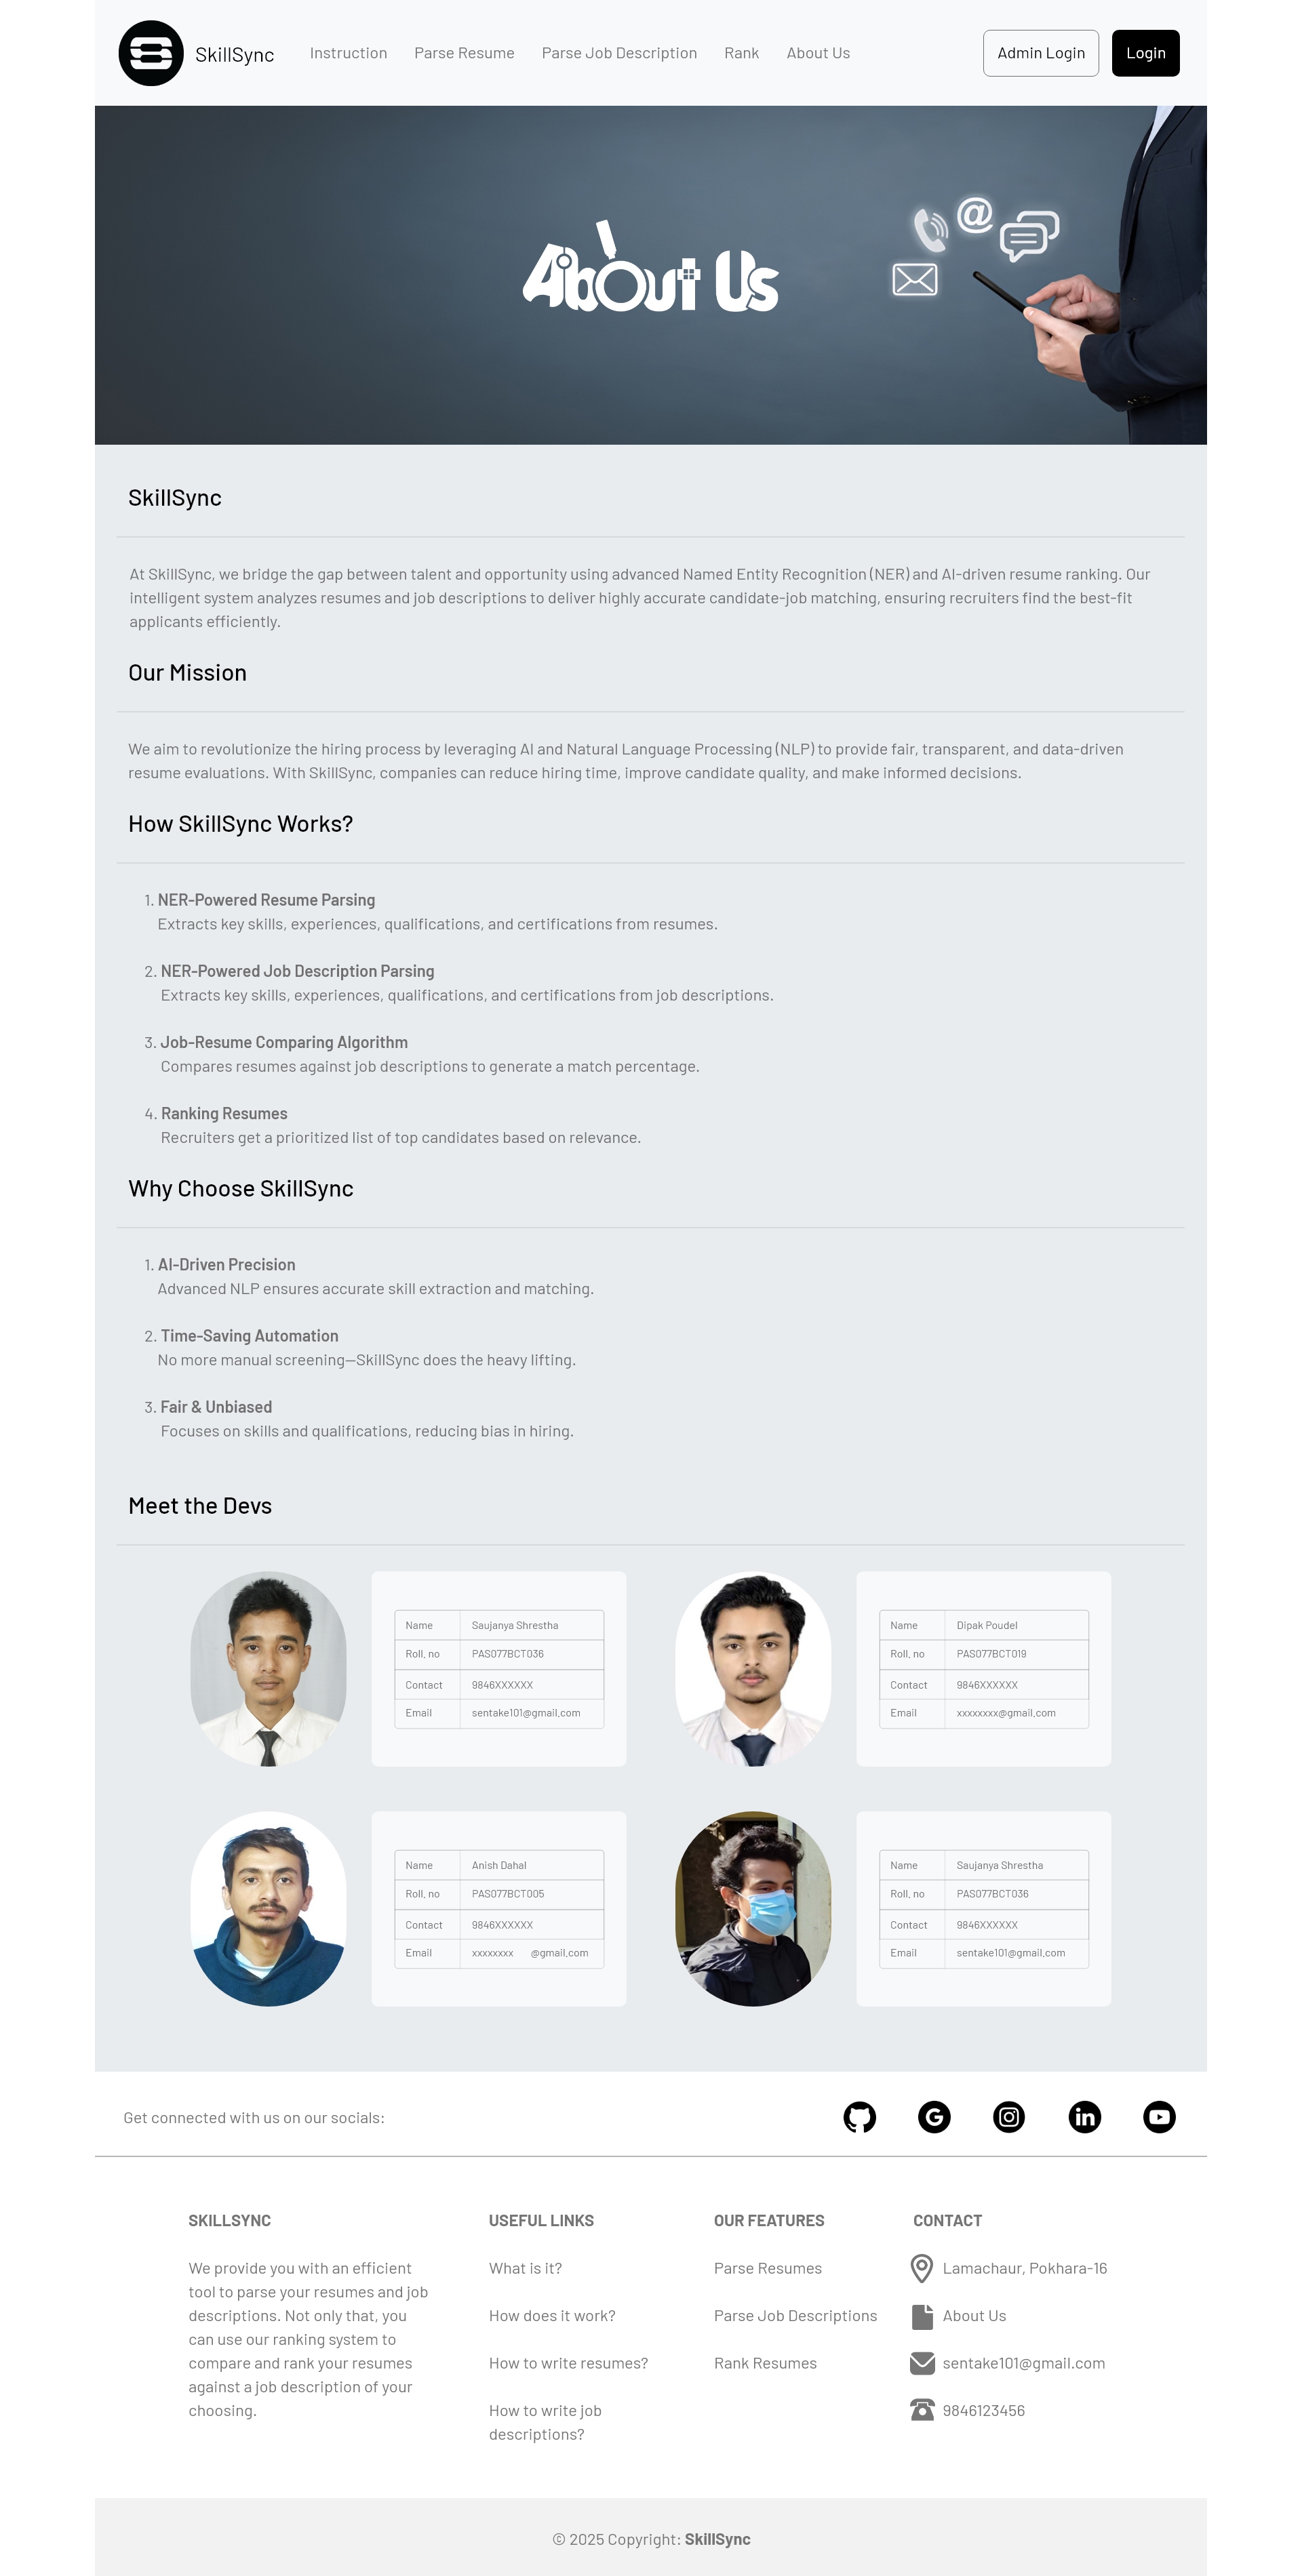 SkillSync
Instruction
Parse Resume
Parse Job Description
Rank
About Us
Admin Login
Login
About Us
@
SkillSync
At SkillSync, we bridge the gap between talent and opportunity using advanced Named Entity Recognition (NER) and AI-driven resume ranking. Our
intelligent system analyzes resumes and job descriptions to deliver highly accurate candidate-job matching, ensuring recruiters find the best-fit
applicants efficiently.
Our Mission
We aim to revolutionize the hiring process by leveraging AI and Natural Language Processing (NLP) to provide fair, transparent, and data-driven
resume evaluations. With SkillSync, companies can reduce hiring time, improve candidate quality, and make informed decisions.
How SkillSync Works?
1. NER-Powered Resume Parsing
Extracts key skills, experiences, qualifications, and certifications from resumes.
2. NER-Powered Job Description Parsing
Extracts key skills, experiences, qualifications, and certifications from job descriptions.
3. Job-Resume Comparing Algorithm
Compares resumes against job descriptions to generate a match percentage.
4. Ranking Resumes
Recruiters get a prioritized list of top candidates based on relevance.
Why Choose SkillSync
1. AI-Driven Precision
Advanced NLP ensures accurate skill extraction and matching.
2. Time-Saving Automation
No more manual screening—SkillSync does the heavy lifting.
3. Fair & Unbiased
Focuses on skills and qualifications, reducing bias in hiring.
Meet the Devs
Name Saujanya Shrestha
Roll. no PAS077BCT036
Contact 9846XXXXXX
Email sentake101@gmail.com
Name Dipak Poudel
Roll. no PAS077BCT019
Contact 9846XXXXXX
Email xxxxxxxx@gmail.com
Name Anish Dahal
Roll. no PAS077BCT005
Contact 9846XXXXXX
Email xxxxxxxx @gmail.com
Name Saujanya Shrestha
Roll. no PAS077BCT036
Contact 9846XXXXXX
Email sentake101@gmail.com
Get connected with us on our socials:
SKILLSYNC
We provide you with an efficient
tool to parse your resumes and job
descriptions. Not only that, you
can use our ranking system to
compare and rank your resumes
against a job description of your
choosing.
USEFUL LINKS
What is it?
How does it work?
How to write resumes?
How to write job
descriptions?
OUR FEATURES
Parse Resumes
Parse Job Descriptions
Rank Resumes
CONTACT
Lamachaur, Pokhara-16
About Us
sentake101@gmail.com
9846123456
© 2025 Copyright: SkillSync